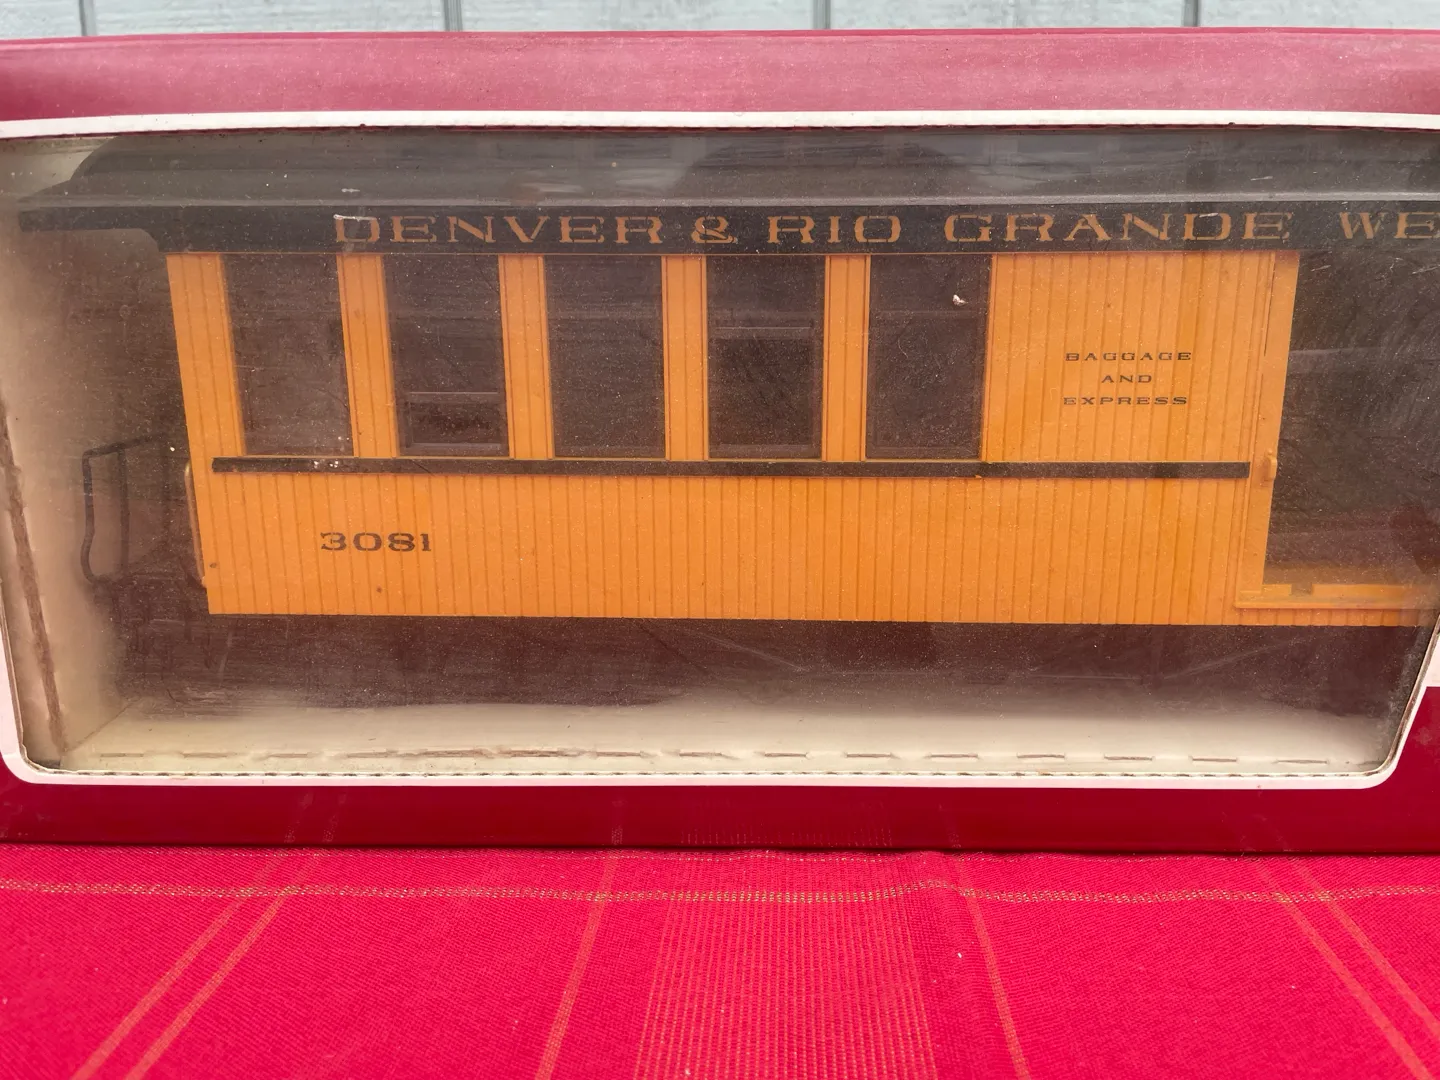 DENVER & RIO GRANDE WE
BAGGAGE
AND
EXPRESS
3081